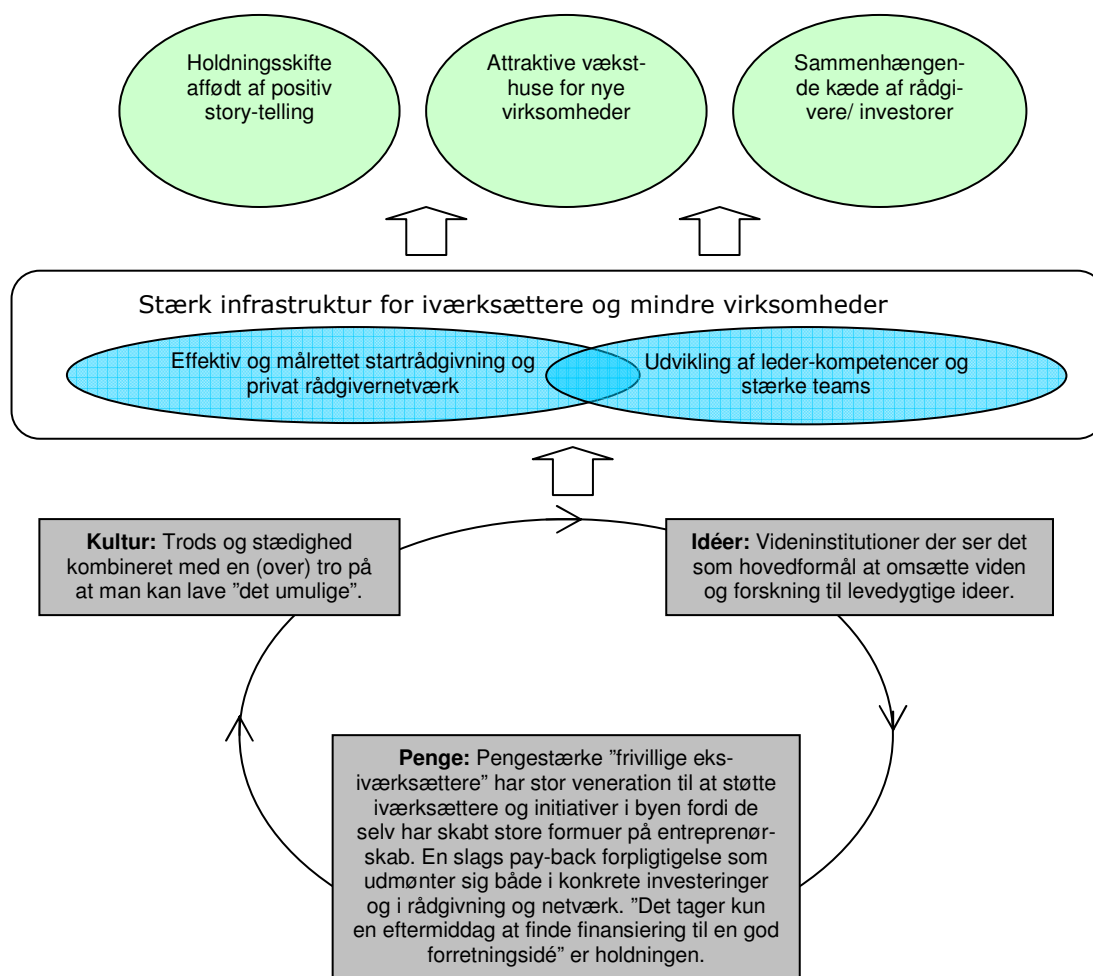 Holdningsskifte
affødt af positiv
story-telling
Attraktive vækst-
huse for nye
virksomheder
Sammenhængen-
de kæde af rådgi-
vere/ investorer
Stærk infrastruktur for iværksættere og mindre virksomheder
Effektiv og målrettet startrådgivning og
privat rådgivernetværk
Udvikling af leder-kompetencer og
stærke teams
Kultur: Trods og stædighed
kombineret med en (over) tro på
at man kan lave ”det umulige”.
Idéer: Videninstitutioner der ser det
som hovedformål at omsætte viden
og forskning til levedygtige ideer.
Penge: Pengestærke ”frivillige eks-
iværksættere” har stor veneration til at støtte
iværksættere og initiativer i byen fordi de
selv har skabt store formuer på entreprenør-
skab. En slags pay-back forpligtigelse som
udmønter sig både i konkrete investeringer
og i rådgivning og netværk. ”Det tager kun
en eftermiddag at finde finansiering til en god
forretningsidé” er holdningen.